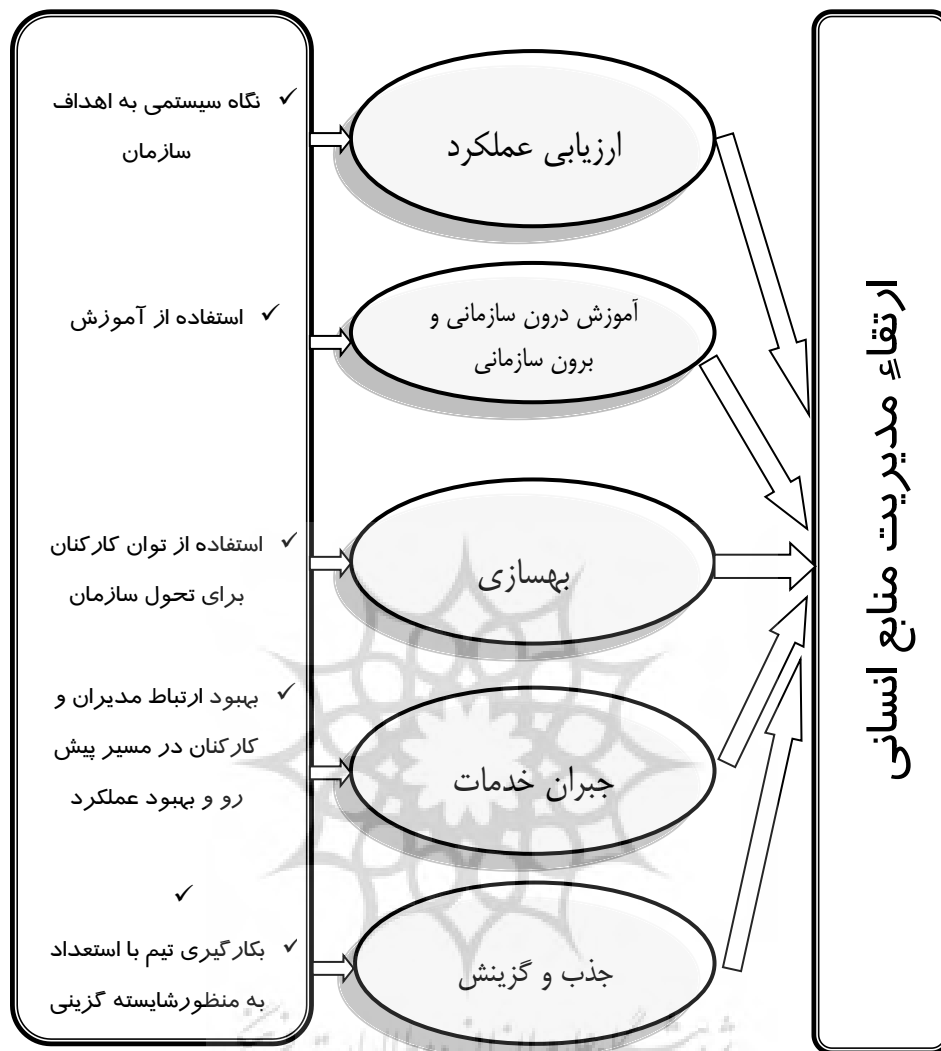 ✓ نگاه سیستمی به اهداف
سازمان
✓ استفاده از آموزش
✓ استفاده از توان کارکنان
برای تحول سازمان
✓ بهبود ارتباط مدیران و
کارکنان در مسیر پیش
رو و بهبود عملکرد
✓
✓ بکارگیری تیم با استعداد
به منظورشایسته گزینی
ارزیابی عملکرد
آموزش درون سازمانی و
برون سازمانی
بهسازی
جبران خدمات
جذب و گزینش
ارتقاءِ مدیریت منابع انسانی